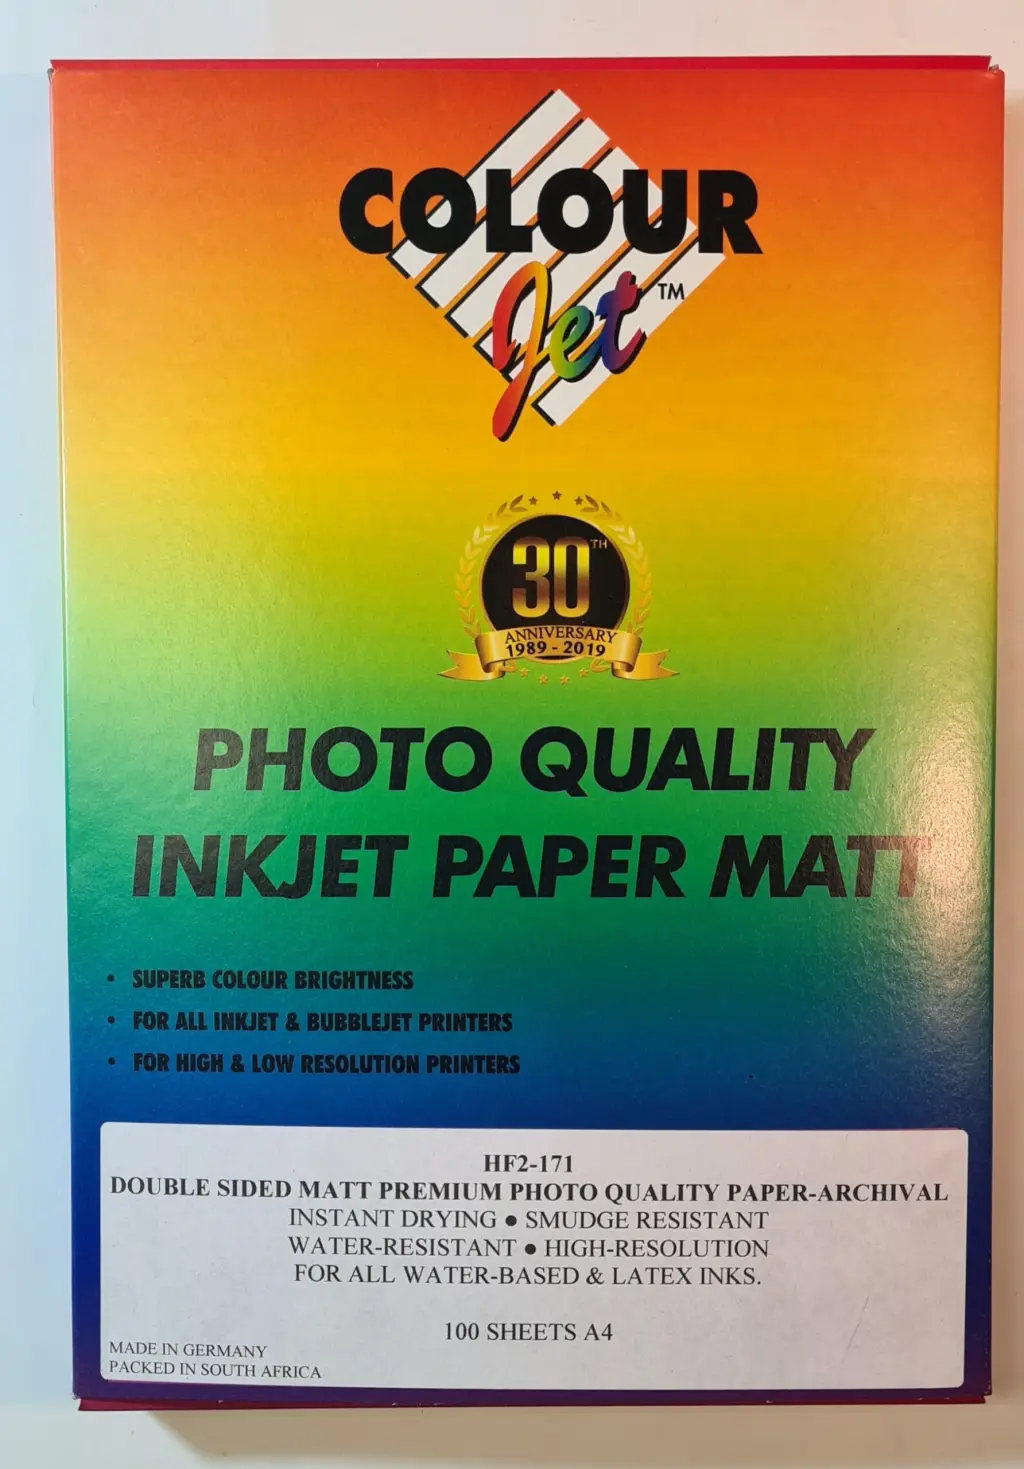 COLOUR
Jet™
30TH
ANNIVERSARY
1989 - 2019
PHOTO QUALITY
INKJET PAPER MATT
• SUPERB COLOUR BRIGHTNESS
• FOR ALL INKJET & BUBBLEJET PRINTERS
• FOR HIGH & LOW RESOLUTION PRINTERS
HF2-171
DOUBLE SIDED MATT PREMIUM PHOTO QUALITY PAPER-ARCHIVAL
INSTANT DRYING ● SMUDGE RESISTANT
WATER-RESISTANT ● HIGH-RESOLUTION
FOR ALL WATER-BASED & LATEX INKS.
100 SHEETS A4
MADE IN GERMANY
PACKED IN SOUTH AFRICA